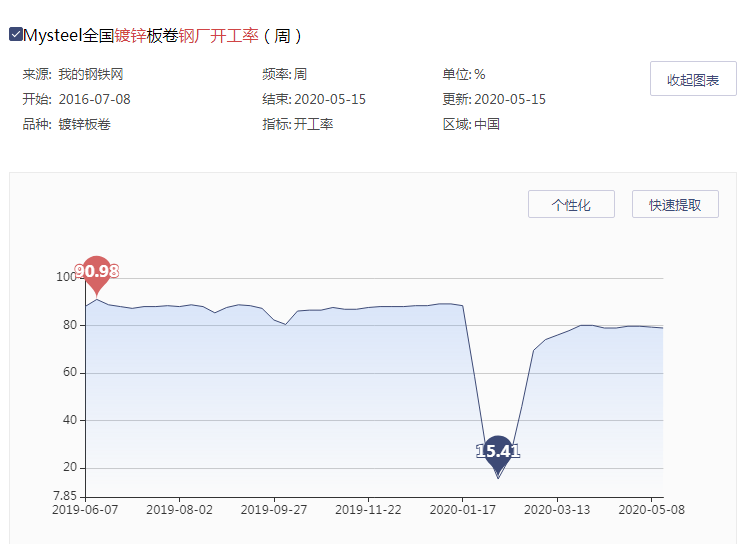 Mysteel全国镀锌板卷钢厂开工率（周）
来源: 我的钢铁网 频率: 周 单位: %
收起图表
开始: 2016-07-08 结束: 2020-05-15 更新: 2020-05-15
品种: 镀锌板卷 指标: 开工率 区域: 中国
个性化 快速提取
90.98
100
80
60
40
15.41
20
7.85
2019-06-07 2019-08-02 2019-09-27 2019-11-22 2020-01-17 2020-03-13 2020-05-08